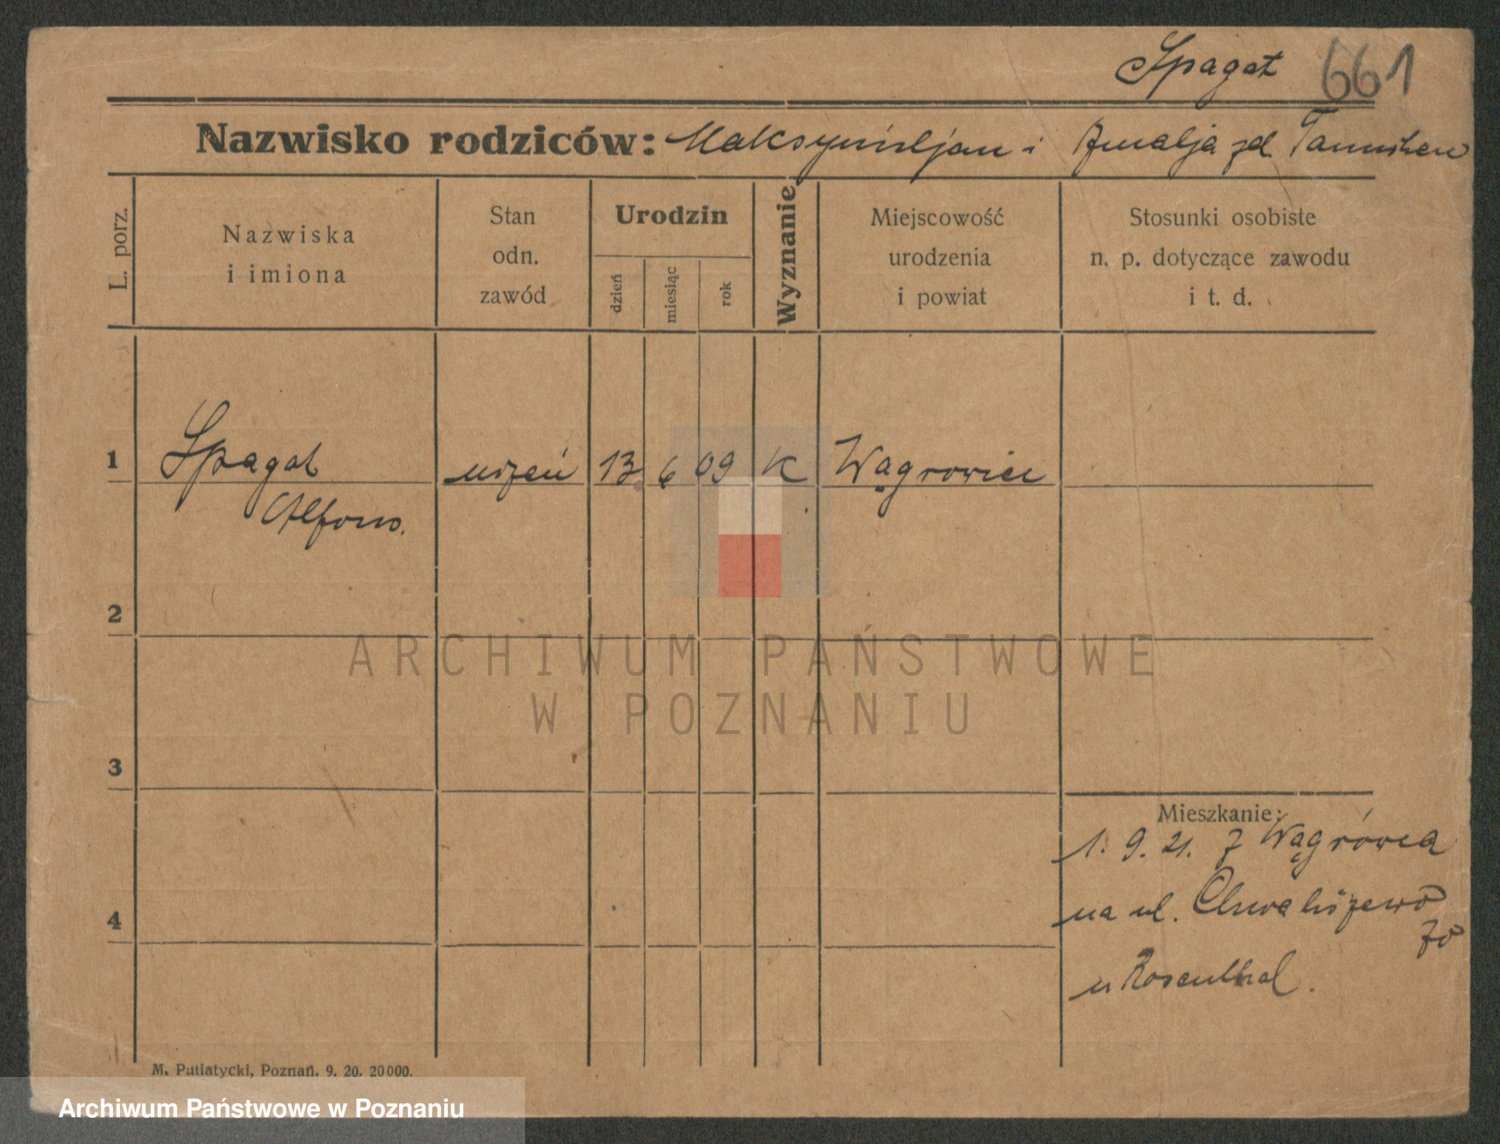 Spagat 661
Nazwisko rodziców: Maksymiljan i Amalja zd.
L. porz.
Nazwiska
i imiona
Stan
odn.
zawód
Urodzin
dzień
miesiąc
rok
Wyznanie
Miejscowość
urodzenia
i powiat
Stosunki osobiste
n. p. dotyczące zawodu
i t. d.
1 Spagat uczeń 13 6 09 K Wągrowiec
Alfons.
2
3
4
ARCHIWUM PAŃSTWOWE
W POZNANIU
Mieszkanie:
1. 9. 21. z Wągrówca
na ul. Chwaliszewo
70
u Rosenthal.
M. Putiatycki, Poznań. 9. 20. 20000.
Archiwum Państwowe w Poznaniu